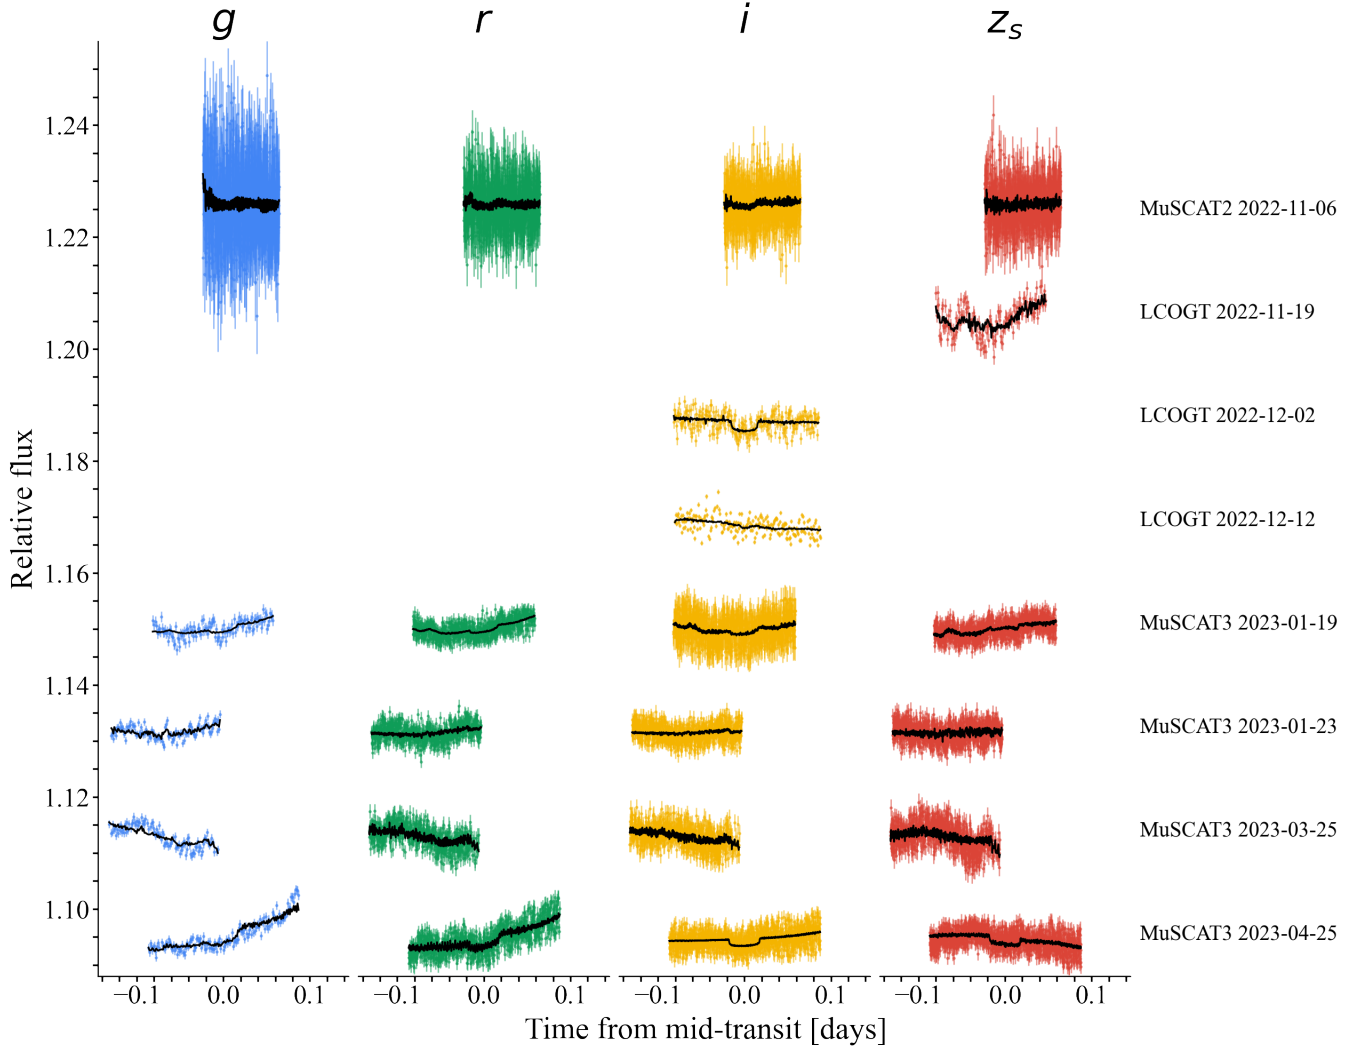 g r i zs
1.24
1.22
1.20
1.18
1.16
1.14
1.12
1.10
Relative flux
MuSCAT2 2022-11-06
LCOGT 2022-11-19
LCOGT 2022-12-02
LCOGT 2022-12-12
MuSCAT3 2023-01-19
MuSCAT3 2023-01-23
MuSCAT3 2023-03-25
MuSCAT3 2023-04-25
−0.1 0.0 0.1 −0.1 0.0 0.1 −0.1 0.0 0.1 −0.1 0.0 0.1
Time from mid-transit [days]